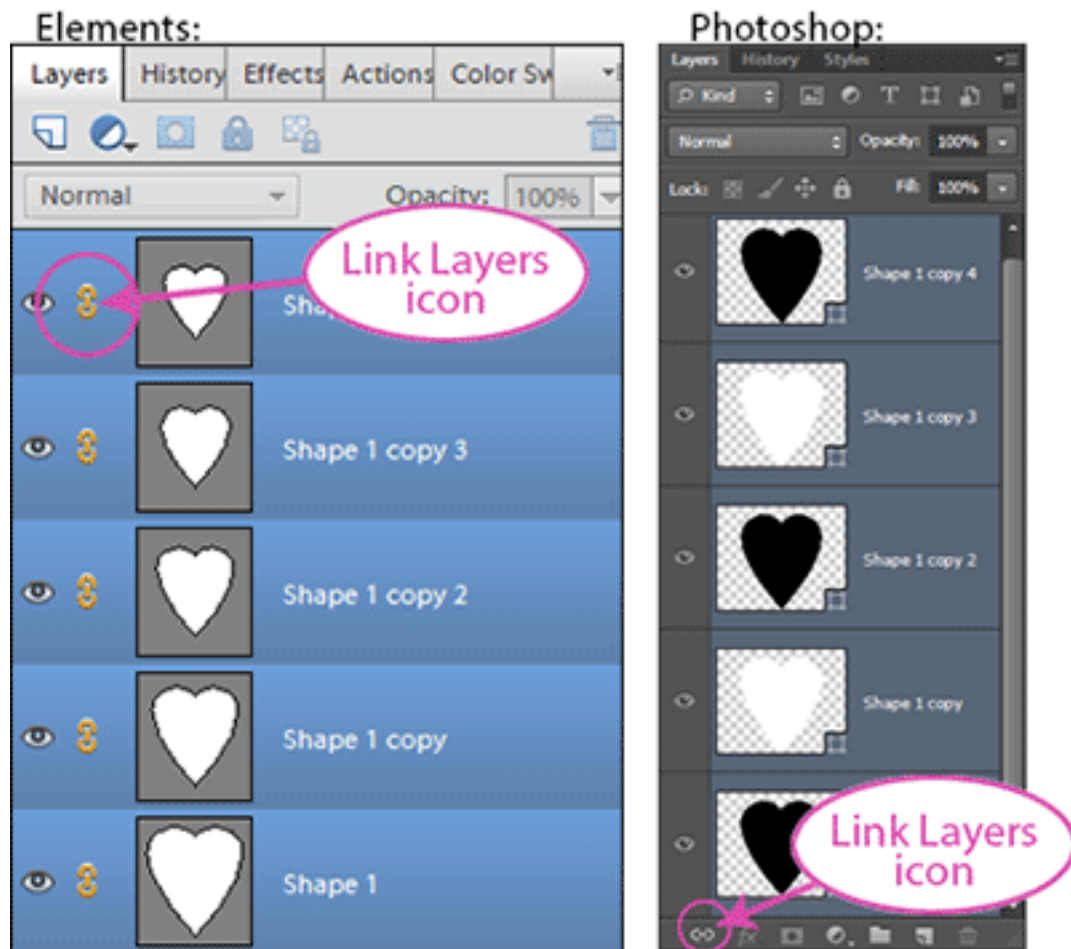 Elements:
Layers History Effects Actions Color Sw
Normal Opacity: 100%
Link Layers
icon
Shape 1 copy 3
Shape 1 copy 2
Shape 1 copy
Shape 1
Photoshop:
Layers History Styles
Kind T
Normal Opacity: 100%
Lock: Fill: 100%
Shape 1 copy 4
Shape 1 copy 3
Shape 1 copy 2
Shape 1 copy
Link Layers
icon
fx